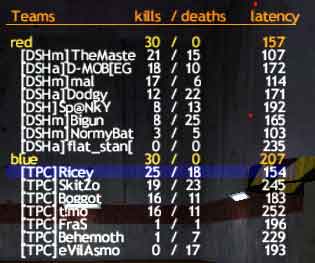 Teams kills / deaths latency
red 30 / 0 157
[DSHm]TheMaste 21 / 15 107
[DSHa]D-MOB[EG 18 / 10 172
[DSHm]mal 17 / 6 114
[DSHa]Dodgy 12 / 22 171
[DSH]Sp@NkY 8 / 13 192
[DSHm]Bigun 8 / 25 165
[DSHm]NormyBat 3 / 5 103
[DSHa]flat_stan[ 0 / 0 235
blue 30 / 0 207
[TPC]Ricey 25 / 18 154
[TPC]SkitZo 19 / 23 245
[TPC]Boggot 16 / 11 183
[TPC]t!mo 16 / 11 252
[TPC]FraS 1 / 1 196
[TPC]Behemoth 1 / 2 229
[TPC]eVilAsmo 0 / 17 193